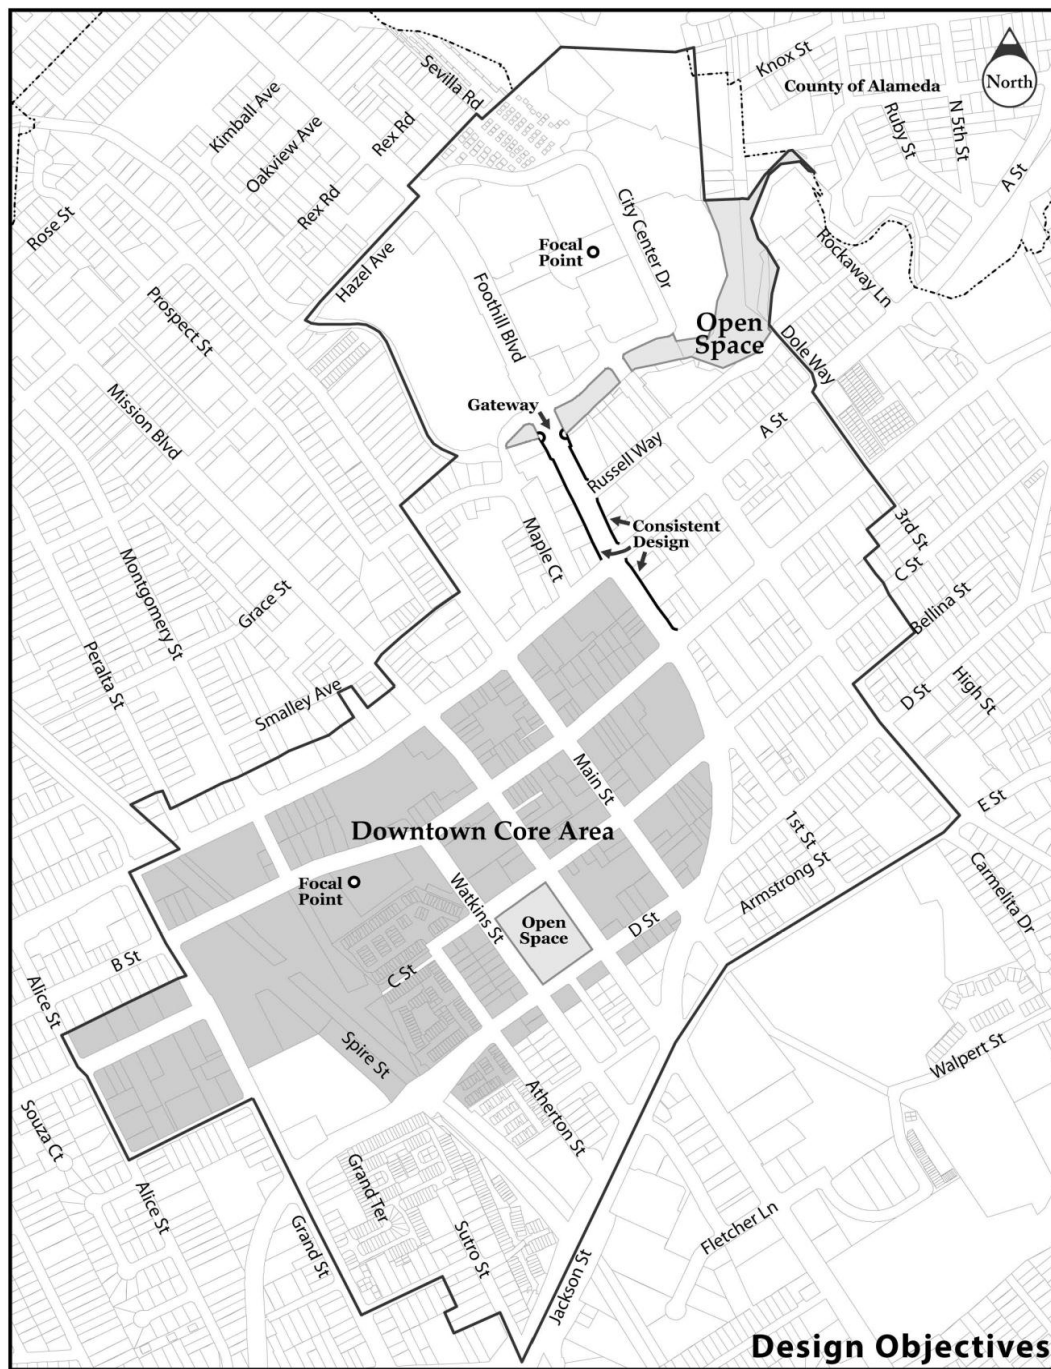 Knox St
County of Alameda
North
Sevilla Rd
Kimball Ave
Oakview Ave
Rex Rd
Rex Rd
Ruby St
N 5th St
A St
Rose St
Hazel Ave
City Center Dr
Focal
Point
Rockaway Ln
Prospect St
Foothill Blvd
Open
Space
Dole Way
Mission Blvd
Gateway
A St
Russell Way
Consistent
Design
Maple Ct
3rd St
C St
Montgomery St
Grace St
Bellina St
Peralta St
Smalley Ave
D St
High St
Main St
Downtown Core Area
1st St
E St
Armstrong St
Carmelita Dr
Focal
Point
Watkins St
Open
Space
D St
B St
C St
Alice St
Spire St
Walpert St
Atherton St
Souza Ct
Alice St
Grand Ter
Grand St
Sutro St
Fletcher Ln
Jackson St
Design Objectives